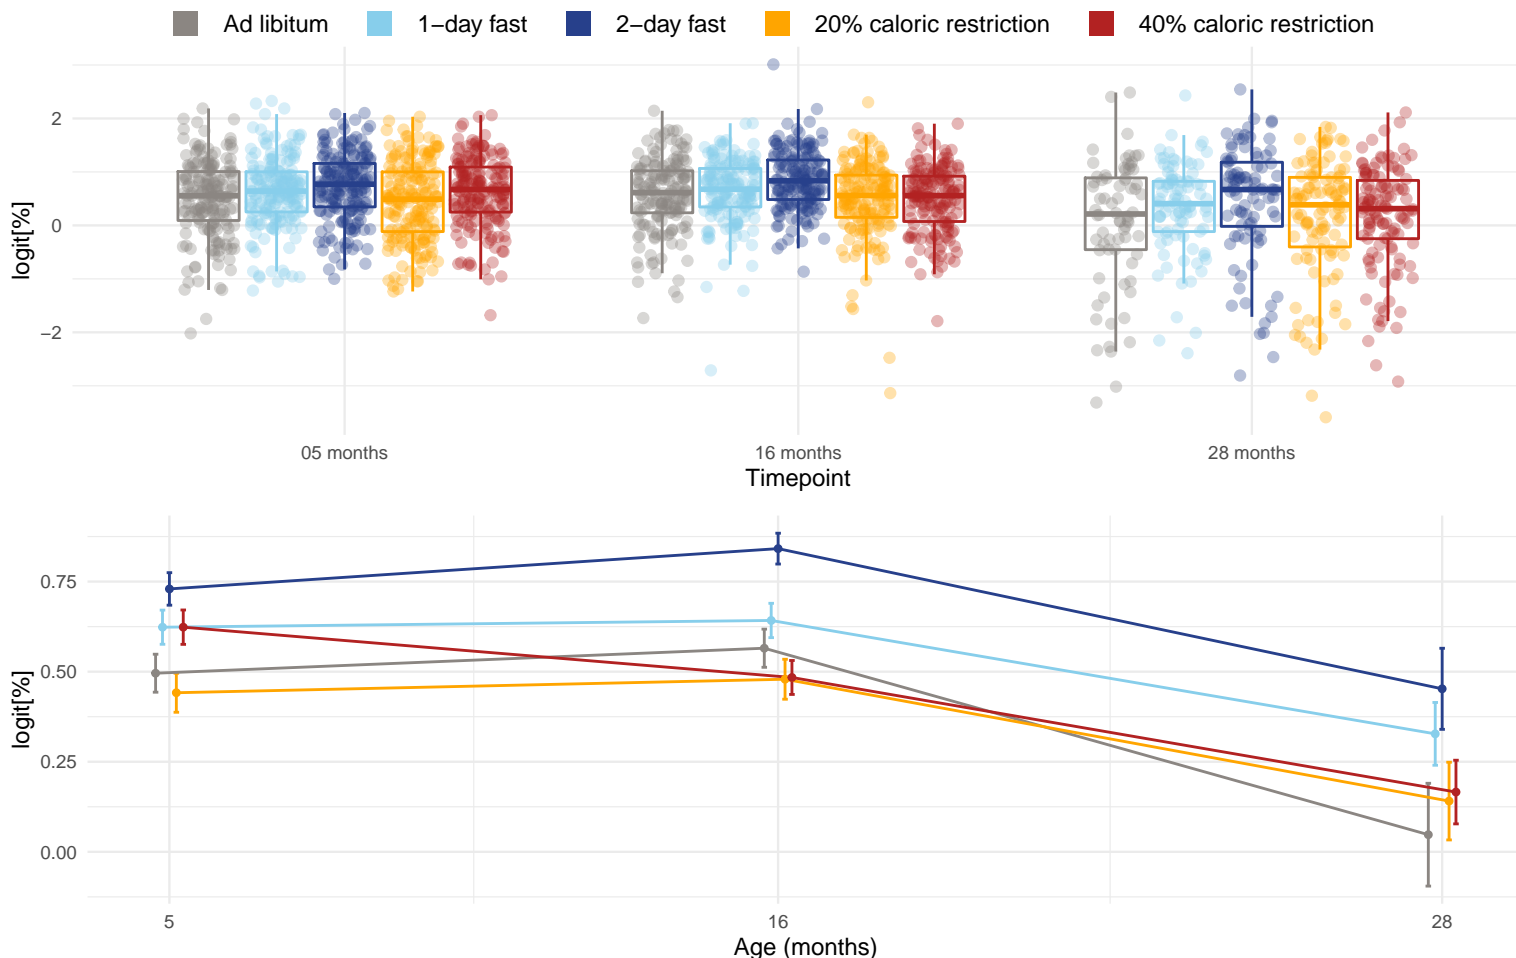 Ad libitum 1−day fast 2−day fast 20% caloric restriction 40% caloric restriction
logit[%]
2
0
−2
05 months 16 months 28 months
Timepoint
logit[%]
0.75
0.50
0.25
0.00
5 16 28
Age (months)